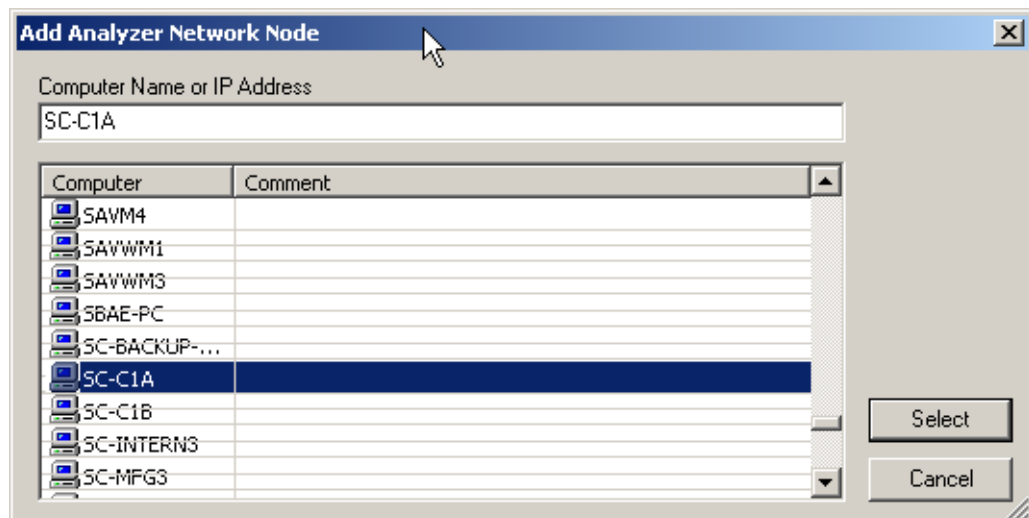 Add Analyzer Network Node
Computer Name or IP Address
SC-C1A
Computer Comment
SAVM4
SAVWM1
SAVWM3
SBAE-PC
SC-BACKUP-...
SC-C1A
SC-C1B
SC-INTERN3
SC-MFG3
Select
Cancel